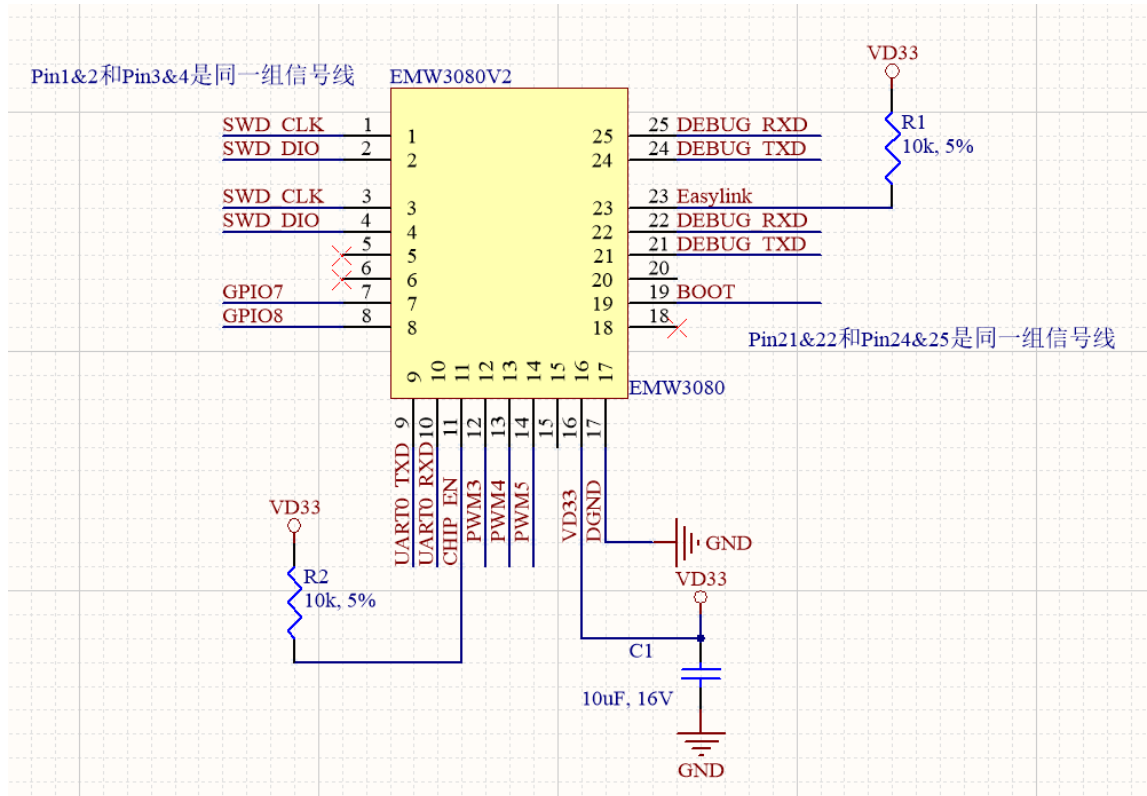 VD33
Pin1&2和Pin3&4是同一组信号线
EMW3080V2
R1
10k, 5%
SWD_CLK 1 1
SWD_DIO 2 2
SWD_CLK 3 3
SWD_DIO 4 4
5 5
6 6
GPIO7 7 7
GPIO8 8 8
25 25 DEBUG_RXD
24 24 DEBUG_TXD
23 23 Easylink
22 22 DEBUG_RXD
21 21 DEBUG_TXD
20 20
19 19 BOOT
18 18
Pin21&22和Pin24&25是同一组信号线
EMW3080
9 9 UART0_TXD
10 10 UART0_RXD
11 11 CHIP_EN
12 12 PWM3
13 13 PWM4
14 14 PWM5
15 15
16 16 VD33
17 17 DGND
VD33
R2
10k, 5%
GND
VD33
C1
10uF, 16V
GND